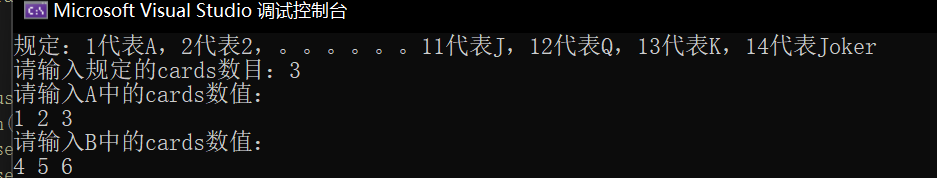 Microsoft Visual Studio 调试控制台
规定：1代表A，2代表2，。。。。。。11代表J，12代表Q，13代表K，14代表Joker
请输入规定的cards数目：3
请输入A中的cards数值：
1 2 3
请输入B中的cards数值：
4 5 6